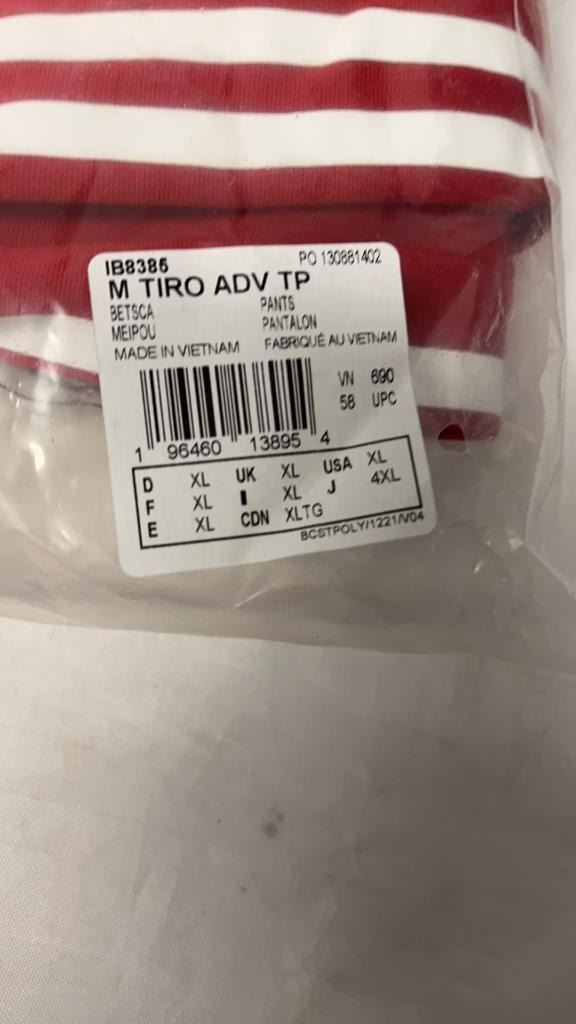 IB8385 PO 130881402
M TIRO ADV TP
BETSCA PANTS
MEIPOU PANTALON
MADE IN VIETNAM FABRIQUÉ AU VIETNAM
VN 690
58 UPC
1 96460 13895 4
D XL UK XL USA XL
F XL I XL J 4XL
E XL CDN XLTG
BCSTPOLY/1221/V04